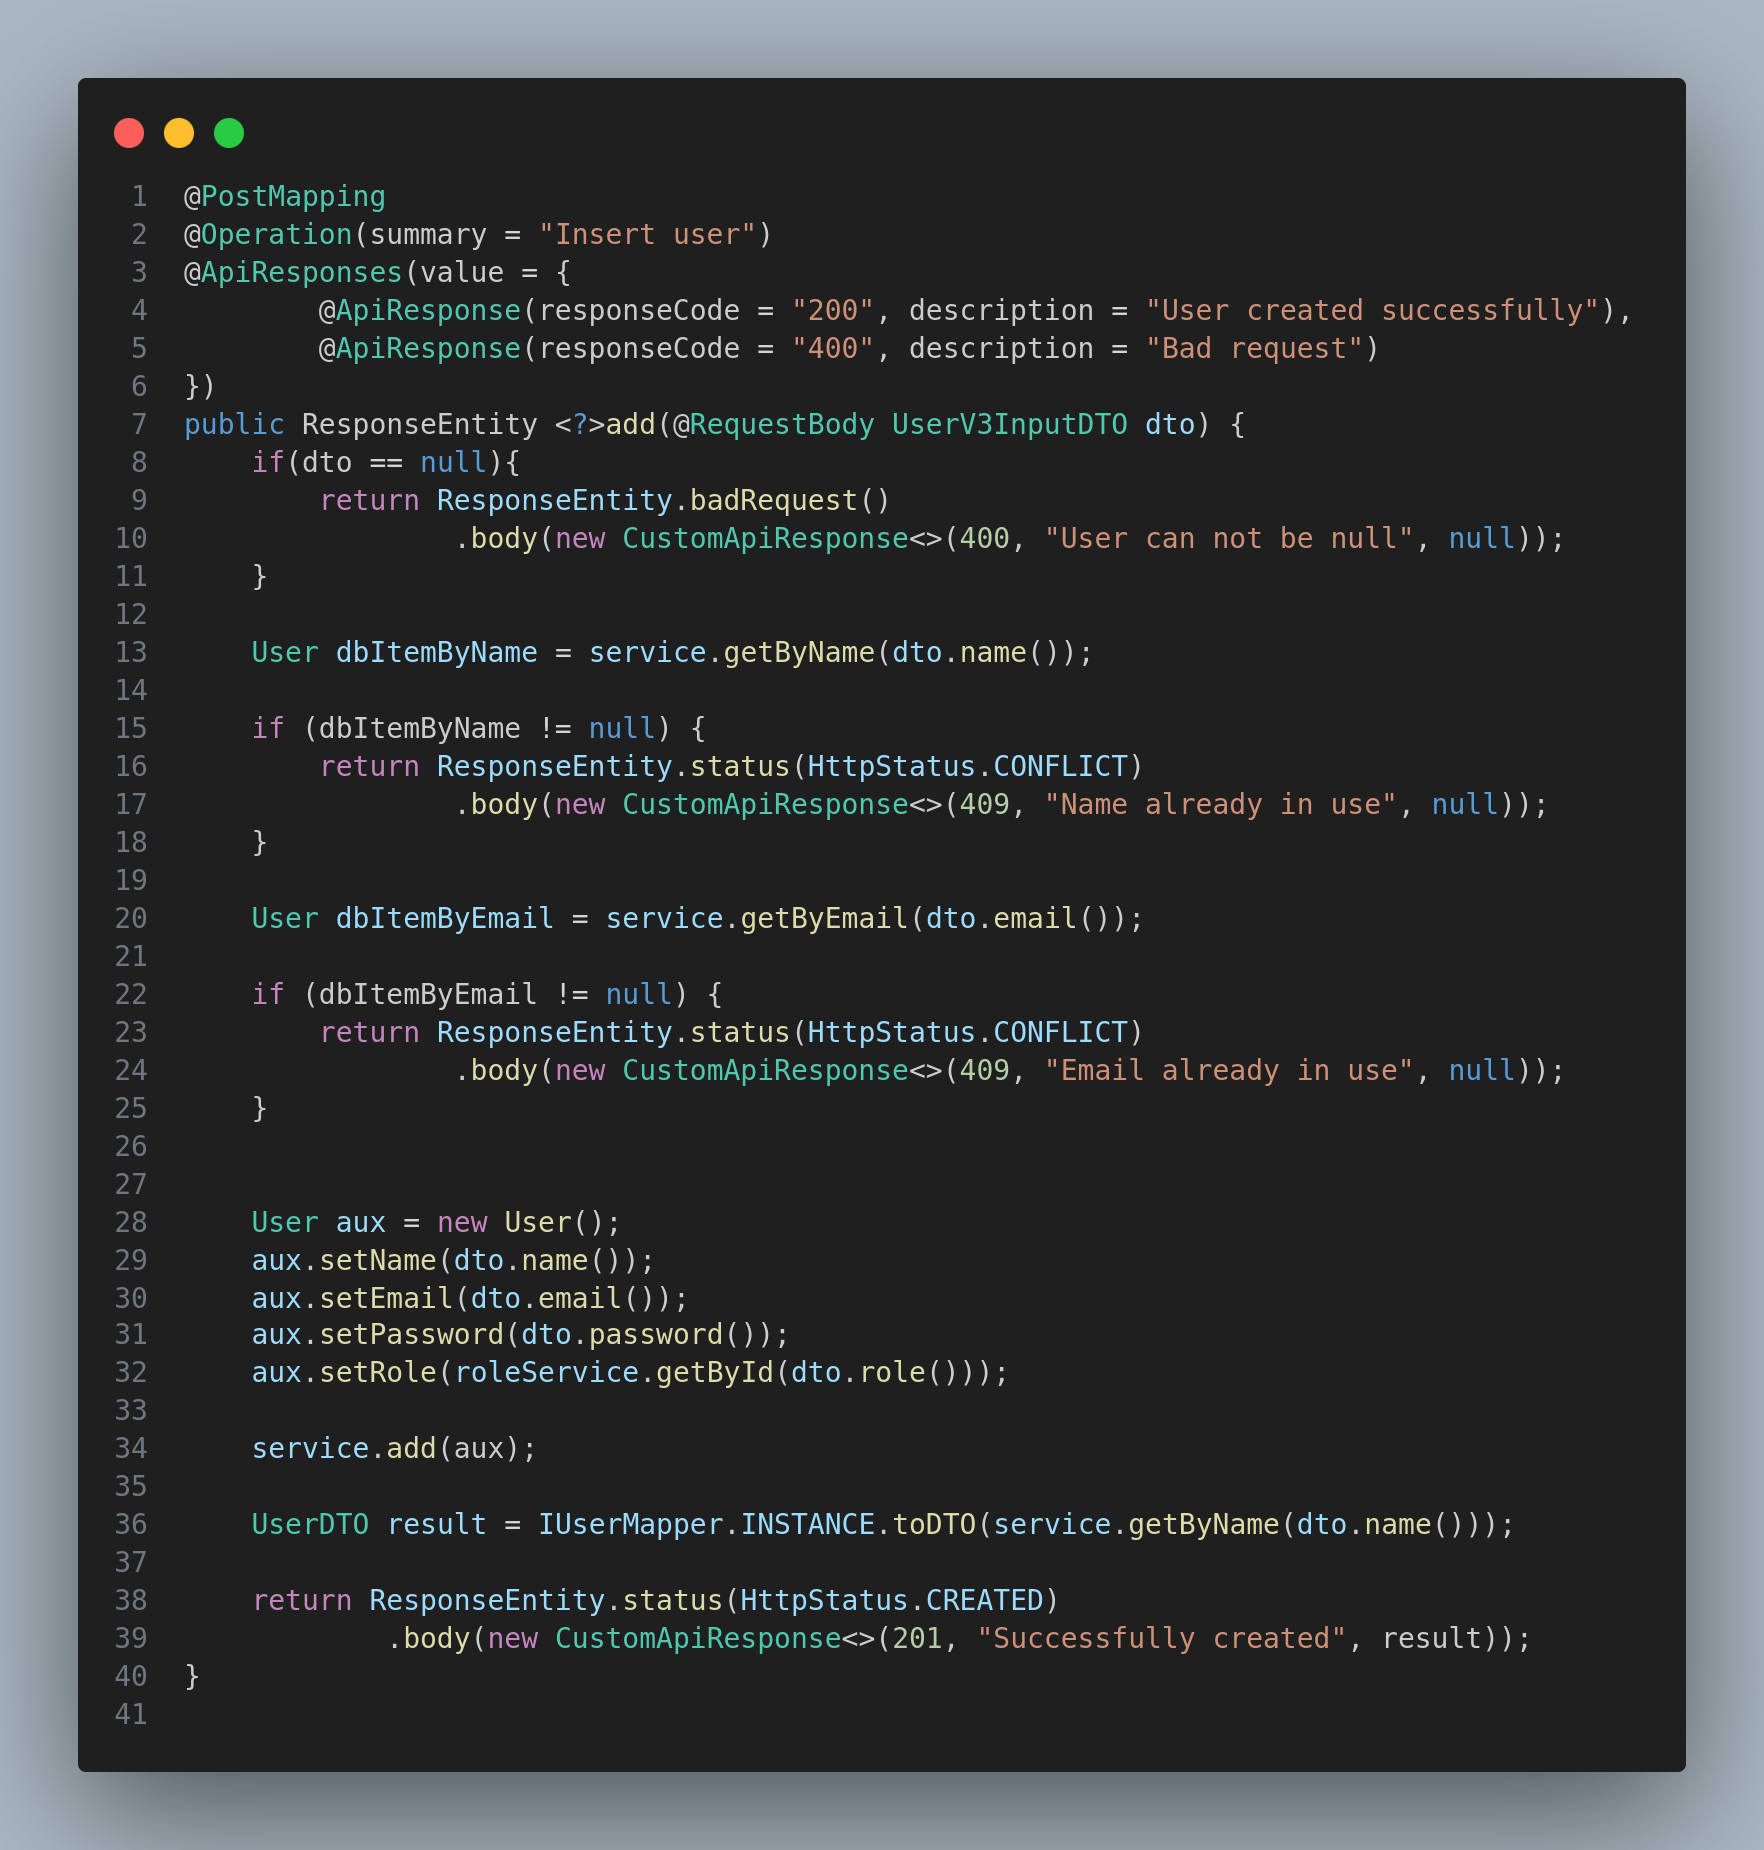 1 @PostMapping
2 @Operation(summary = "Insert user")
3 @ApiResponses(value = {
4         @ApiResponse(responseCode = "200", description = "User created successfully"),
5         @ApiResponse(responseCode = "400", description = "Bad request")
6 })
7 public ResponseEntity <?>add(@RequestBody UserV3InputDTO dto) {
8     if(dto == null){
9         return ResponseEntity.badRequest()
10                 .body(new CustomApiResponse<>(400, "User can not be null", null));
11     }
12
13     User dbItemByName = service.getByName(dto.name());
14
15     if (dbItemByName != null) {
16         return ResponseEntity.status(HttpStatus.CONFLICT)
17                 .body(new CustomApiResponse<>(409, "Name already in use", null));
18     }
19
20     User dbItemByEmail = service.getByEmail(dto.email());
21
22     if (dbItemByEmail != null) {
23         return ResponseEntity.status(HttpStatus.CONFLICT)
24                 .body(new CustomApiResponse<>(409, "Email already in use", null));
25     }
26
27
28     User aux = new User();
29     aux.setName(dto.name());
30     aux.setEmail(dto.email());
31     aux.setPassword(dto.password());
32     aux.setRole(roleService.getById(dto.role()));
33
34     service.add(aux);
35
36     UserDTO result = IUserMapper.INSTANCE.toDTO(service.getByName(dto.name()));
37
38     return ResponseEntity.status(HttpStatus.CREATED)
39             .body(new CustomApiResponse<>(201, "Successfully created", result));
40 }
41